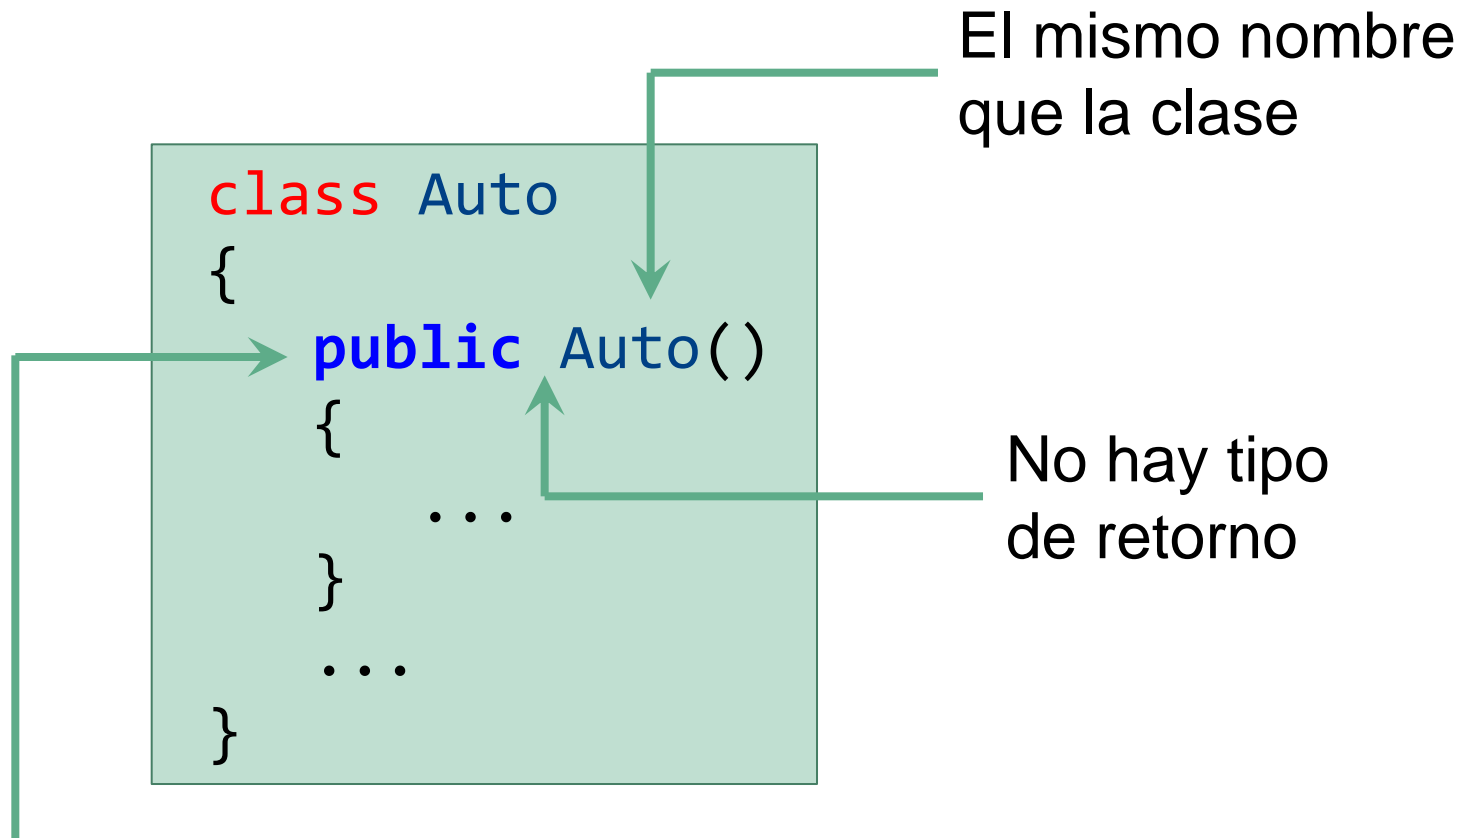 El mismo nombre
que la clase
class Auto
{
public Auto()
{
...
}
...
}
No hay tipo
de retorno